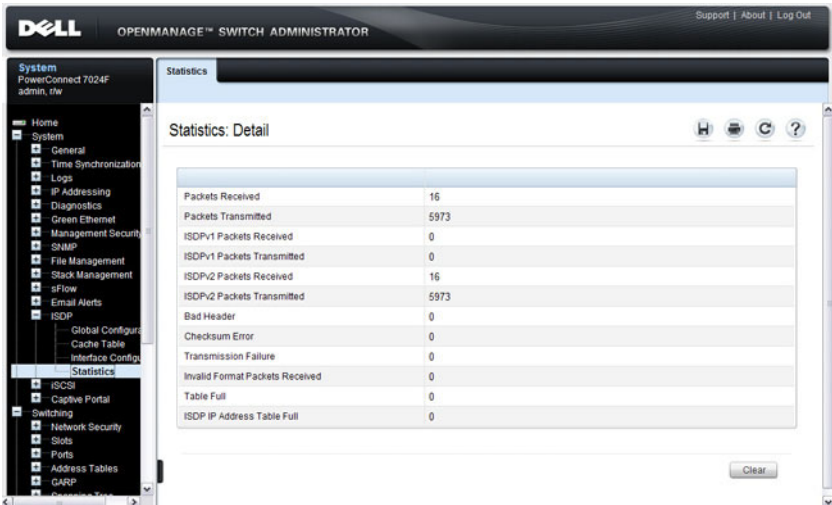 Support | About | Log Out
DELL
OPENMANAGE™ SWITCH ADMINISTRATOR
System
PowerConnect 7024F
admin, r/w
Statistics
Home
System
General
Time Synchronization
Logs
IP Addressing
Diagnostics
Green Ethernet
Management Security
SNMP
File Management
Stack Management
sFlow
Email Alerts
ISDP
Global Configura
Cache Table
Interface Configu
Statistics
iSCSI
Captive Portal
Switching
Network Security
Slots
Ports
Address Tables
GARP
Spanning Tree
Statistics: Detail
Packets Received 16
Packets Transmitted 5973
ISDPv1 Packets Received 0
ISDPv1 Packets Transmitted 0
ISDPv2 Packets Received 16
ISDPv2 Packets Transmitted 5973
Bad Header 0
Checksum Error 0
Transmission Failure 0
Invalid Format Packets Received 0
Table Full 0
ISDP IP Address Table Full 0
Clear